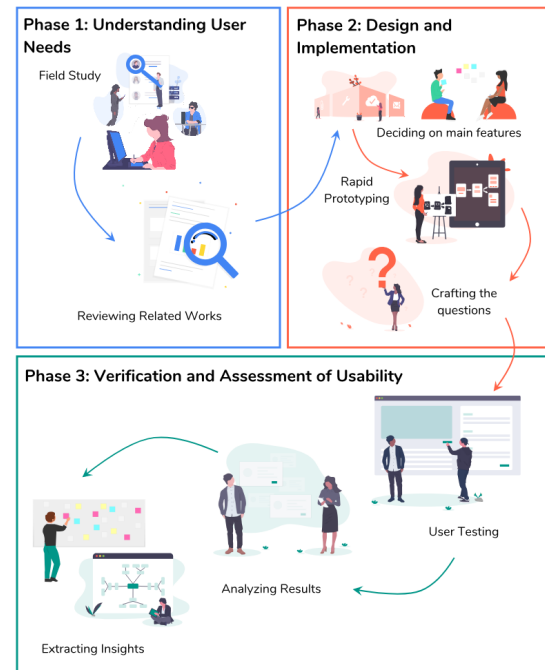 Phase 1: Understanding User
Needs
Field Study
Reviewing Related Works
Phase 2: Design and
Implementation
Deciding on main features
Rapid
Prototyping
Crafting the
questions
Phase 3: Verification and Assessment of Usability
User Testing
Analyzing Results
Extracting Insights